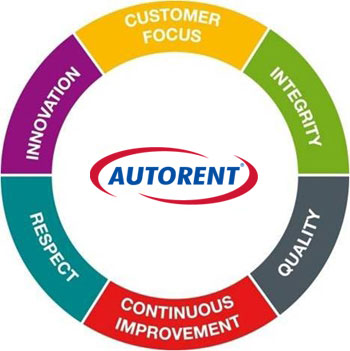 CUSTOMER
FOCUS
INTEGRITY
QUALITY
CONTINUOUS
IMPROVEMENT
RESPECT
INNOVATION
AUTORENT®